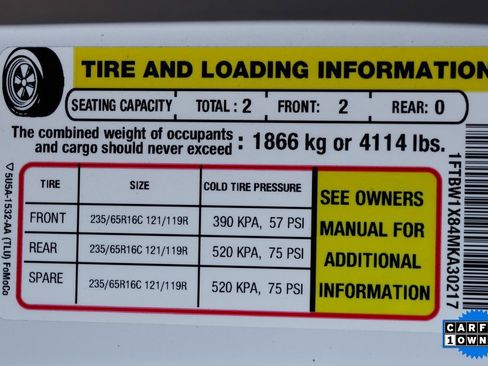 TIRE AND LOADING INFORMATION
SEATING CAPACITY TOTAL : 2 FRONT: 2 REAR: 0
The combined weight of occupants
and cargo should never exceed : 1866 kg or 4114 lbs.
TIRE SIZE COLD TIRE PRESSURE
FRONT 235/65R16C 121/119R 390 KPA, 57 PSI
REAR 235/65R16C 121/119R 520 KPA, 75 PSI
SPARE 235/65R16C 121/119R 520 KPA, 75 PSI
SEE OWNERS
MANUAL FOR
ADDITIONAL
INFORMATION
5U5A-1532-AA (TLU) FoMoCo
1FTBW1X84MKA30217
CARF
1 OWN